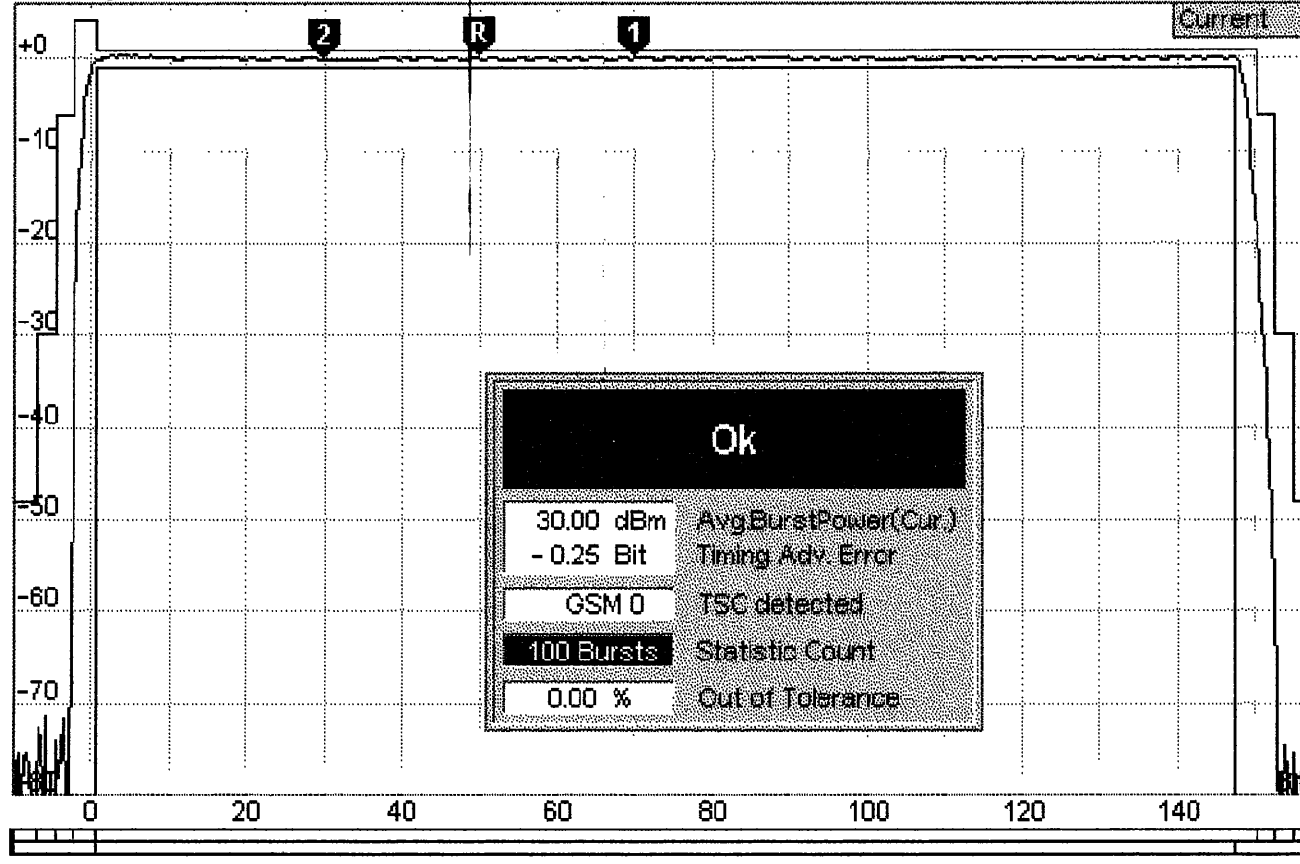 Current
+0
2
R
1
-10
-20
-30
-40
-50
-60
-70
Ok
30.00 dBm Avg.BurstPower(Cur.)
- 0.25 Bit Timing Adv. Error
GSM 0 TSC detected
100 Bursts Statistic Count
0.00 % Out of Tolerance
0 20 40 60 80 100 120 140